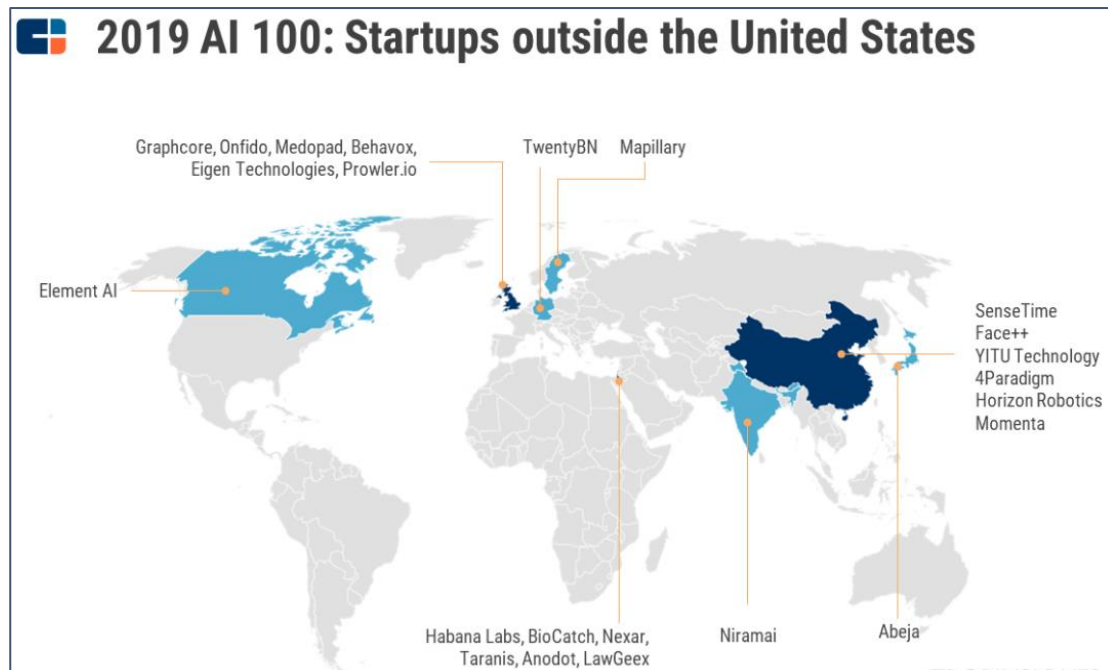 2019 AI 100: Startups outside the United States
Graphcore, Onfido, Medopad, Behavox,
Eigen Technologies, Prowler.io
TwentyBN
Mapillary
Element AI
SenseTime
Face++
YITU Technology
4Paradigm
Horizon Robotics
Momenta
Habana Labs, BioCatch, Nexar,
Taranis, Anodot, LawGeex
Niramai
Abeja